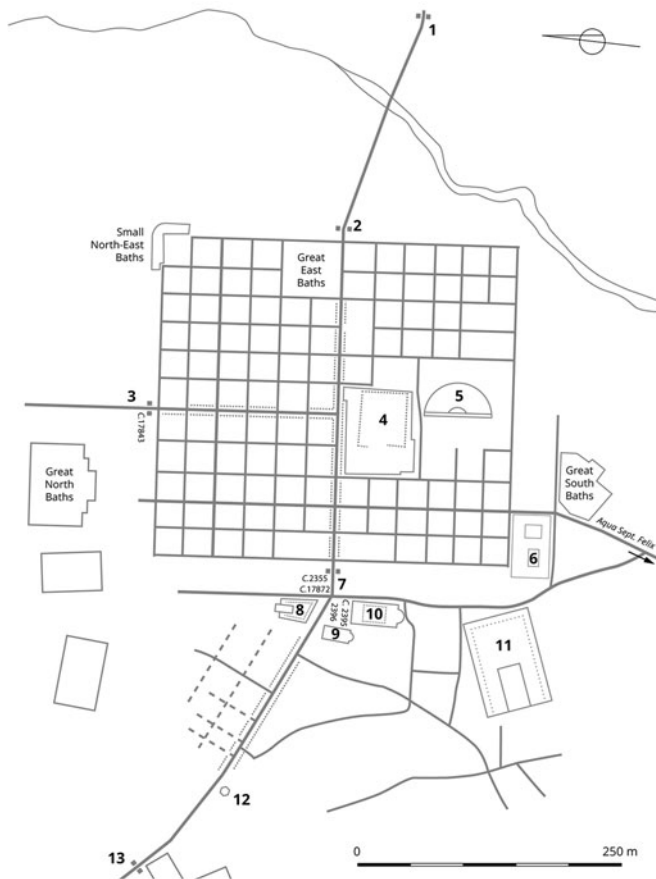 1
2
Small
North-East
Baths
Great
East
Baths
3
C.17843
4
5
Great
North
Baths
Great
South
Baths
Aqua Sept. Felix
6
C.2355
C.17872
7
8
9
C. 2395
2396
10
11
12
13
0
250 m